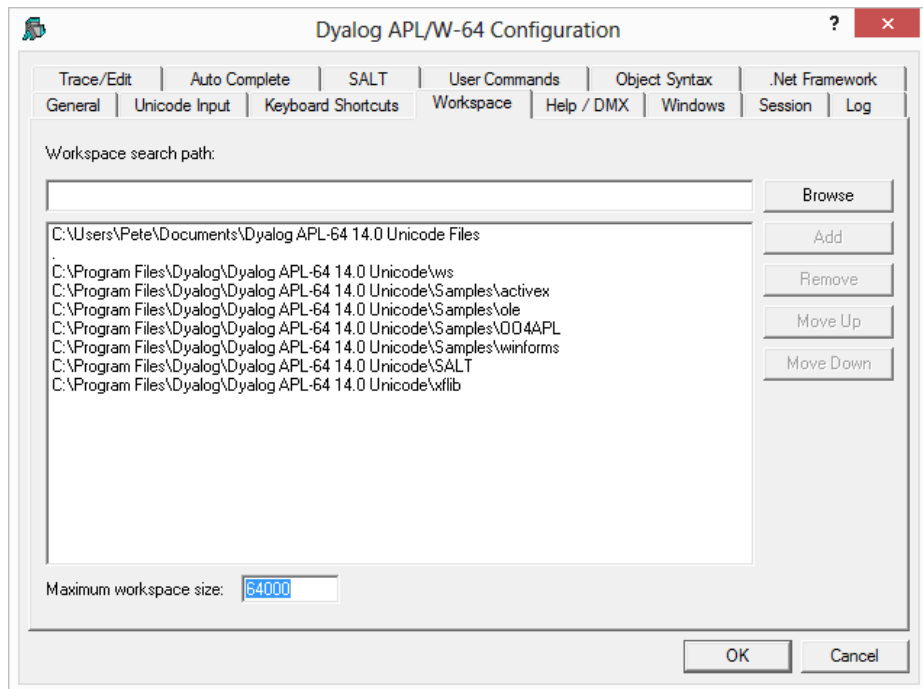 Dyalog APL/W-64 Configuration
? ×
Trace/Edit Auto Complete SALT User Commands Object Syntax .Net Framework
General Unicode Input Keyboard Shortcuts Workspace Help / DMX Windows Session Log
Workspace search path:
Browse
C:\Users\Pete\Documents\Dyalog APL-64 14.0 Unicode Files
.
C:\Program Files\Dyalog\Dyalog APL-64 14.0 Unicode\ws
C:\Program Files\Dyalog\Dyalog APL-64 14.0 Unicode\Samples\activex
C:\Program Files\Dyalog\Dyalog APL-64 14.0 Unicode\Samples\ole
C:\Program Files\Dyalog\Dyalog APL-64 14.0 Unicode\Samples\OO4APL
C:\Program Files\Dyalog\Dyalog APL-64 14.0 Unicode\Samples\winforms
C:\Program Files\Dyalog\Dyalog APL-64 14.0 Unicode\SALT
C:\Program Files\Dyalog\Dyalog APL-64 14.0 Unicode\xflib
Add
Remove
Move Up
Move Down
Maximum workspace size: 64000
OK Cancel